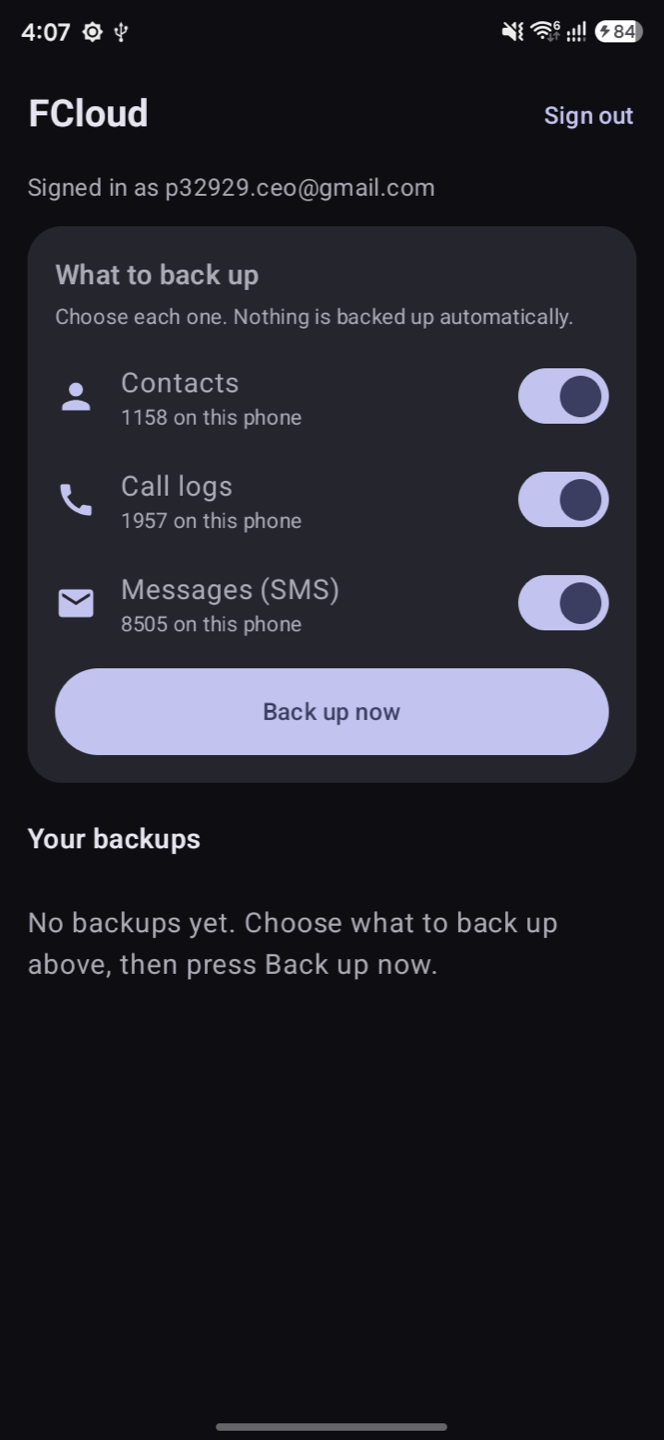 4:07
6
84
FCloud
Sign out
Signed in as p32929.ceo@gmail.com
What to back up
Choose each one. Nothing is backed up automatically.
Contacts
1158 on this phone
Call logs
1957 on this phone
Messages (SMS)
8505 on this phone
Back up now
Your backups
No backups yet. Choose what to back up
above, then press Back up now.